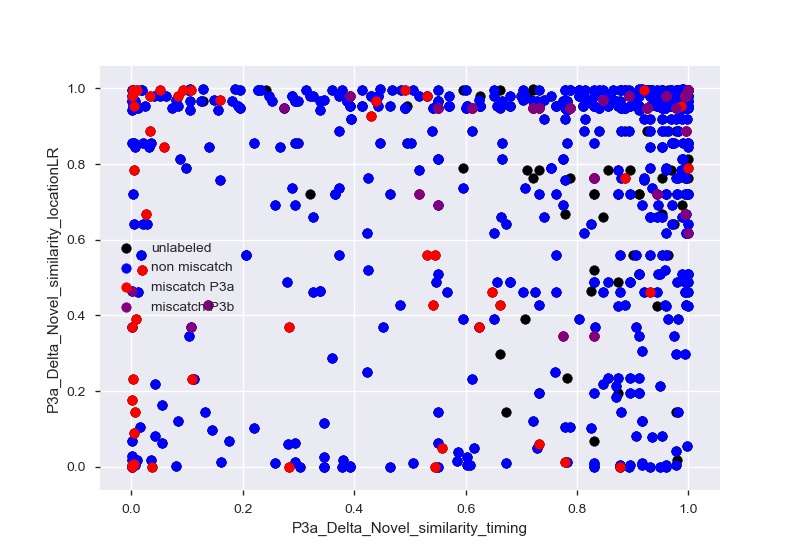 P3a_Delta_Novel_similarity_locationLR
1.0
0.8
0.6
0.4
0.2
0.0
unlabeled
non miscatch
miscatch P3a
miscatch P3b
0.0 0.2 0.4 0.6 0.8 1.0
P3a_Delta_Novel_similarity_timing